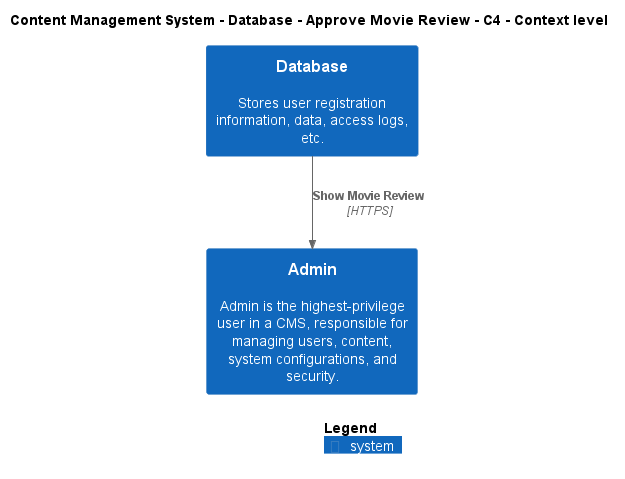 Content Management System - Database - Approve Movie Review - C4 - Context level
Database
Stores user registration
information, data, access logs,
etc.
Show Movie Review
[HTTPS]
Admin
Admin is the highest-privilege
user in a CMS, responsible for
managing users, content,
system configurations, and
security.
Legend
system